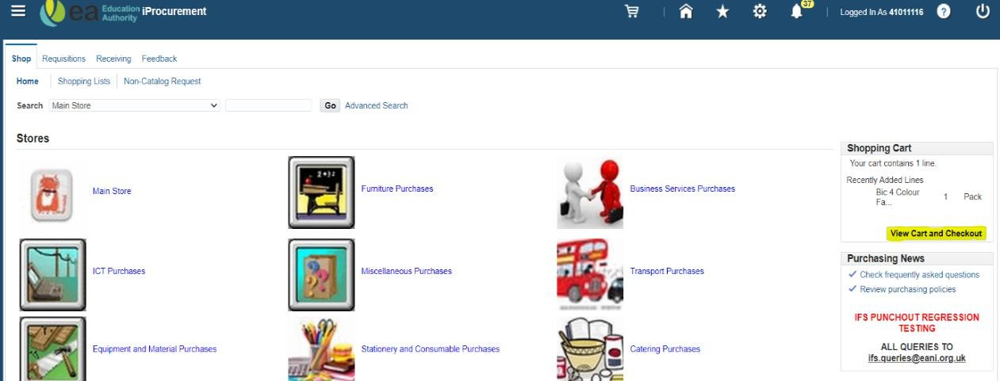 ea Education Authority iProcurement
37
Logged In As 41011116 ?
Shop Requisitions Receiving Feedback
Home Shopping Lists Non-Catalog Request
Search Main Store Go Advanced Search
Stores
Main Store
Furniture Purchases
Business Services Purchases
ICT Purchases
Miscellaneous Purchases
Transport Purchases
Equipment and Material Purchases
Stationery and Consumable Purchases
Catering Purchases
Shopping Cart
Your cart contains 1 line.
Recently Added Lines
Bic 4 Colour
Fa... 1 Pack
View Cart and Checkout
Purchasing News
Check frequently asked questions
Review purchasing policies
IFS PUNCHOUT REGRESSION
TESTING
ALL QUERIES TO
ifs.queries@eani.org.uk